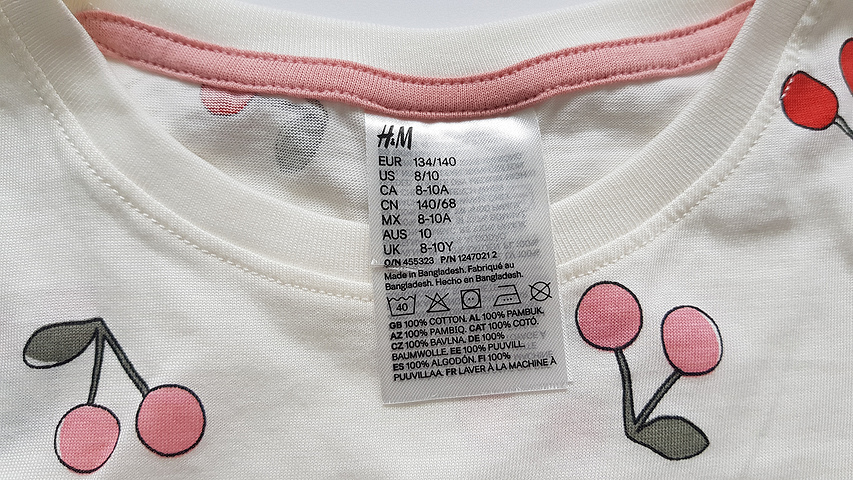 H&M
EUR 134/140
US 8/10
CA 8-10A
CN 140/68
MX 8-10A
AUS 10
UK 8-10Y
O/N 455323 P/N 1247021 2
Made in Bangladesh. Fabriqué au
Bangladesh. Hecho en Bangladesh.
40
GB 100% COTTON. AL 100% PAMBUK.
AZ 100% PAMBIQ. CAT 100% COTÓ.
CZ 100% BAVLNA. DE 100%
BAUMWOLLE. EE 100% PUUVILL.
ES 100% ALGODÓN. FI 100%
PUUVILLAA. FR LAVER À LA MACHINE À